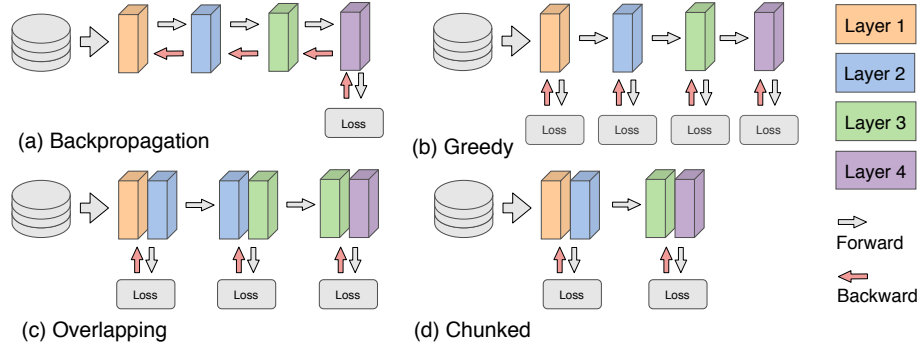 Loss
(a) Backpropagation
Loss
Loss
Loss
Loss
(b) Greedy
Loss
Loss
Loss
(c) Overlapping
Loss
Loss
(d) Chunked
Layer 1
Layer 2
Layer 3
Layer 4
Forward
Backward